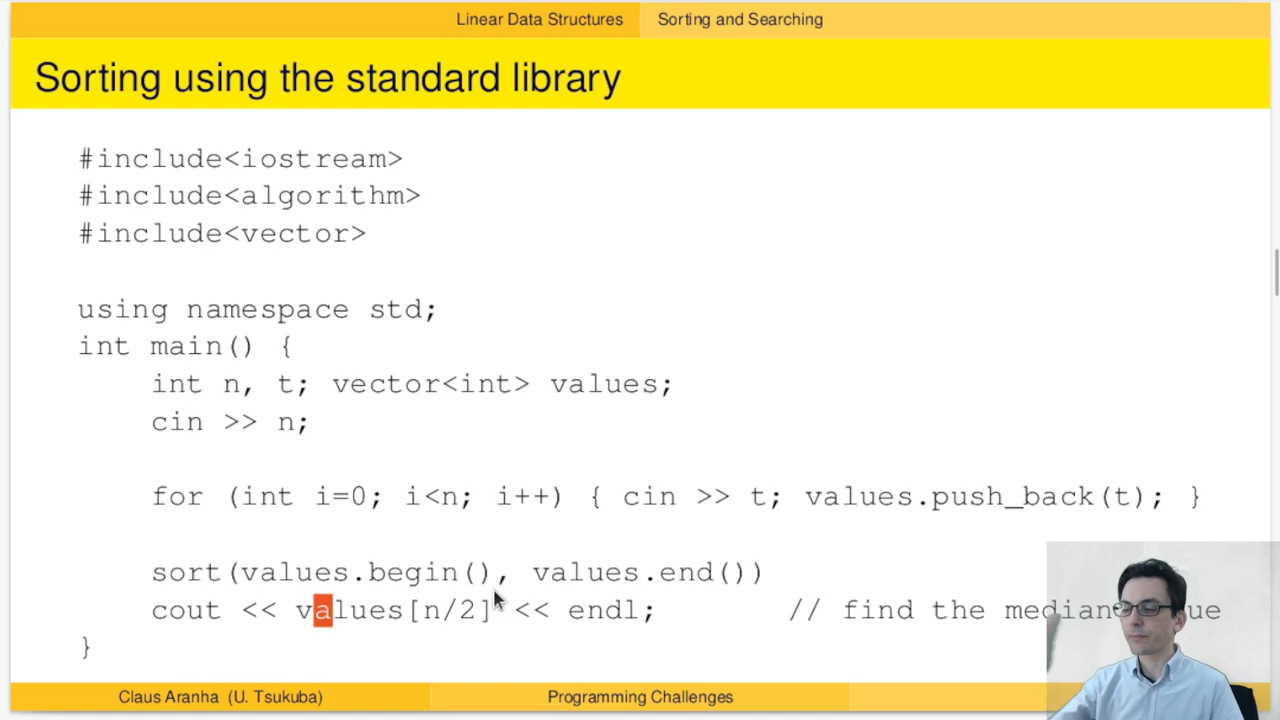 Linear Data Structures Sorting and Searching
Sorting using the standard library
#include<iostream>
#include<algorithm>
#include<vector>
using namespace std;
int main() {
int n, t; vector<int> values;
cin >> n;
for (int i=0; i<n; i++) { cin >> t; values.push_back(t); }
sort(values.begin(), values.end())
cout << values[n/2] << endl; // find the median
}
Claus Aranha (U. Tsukuba) Programming Challenges